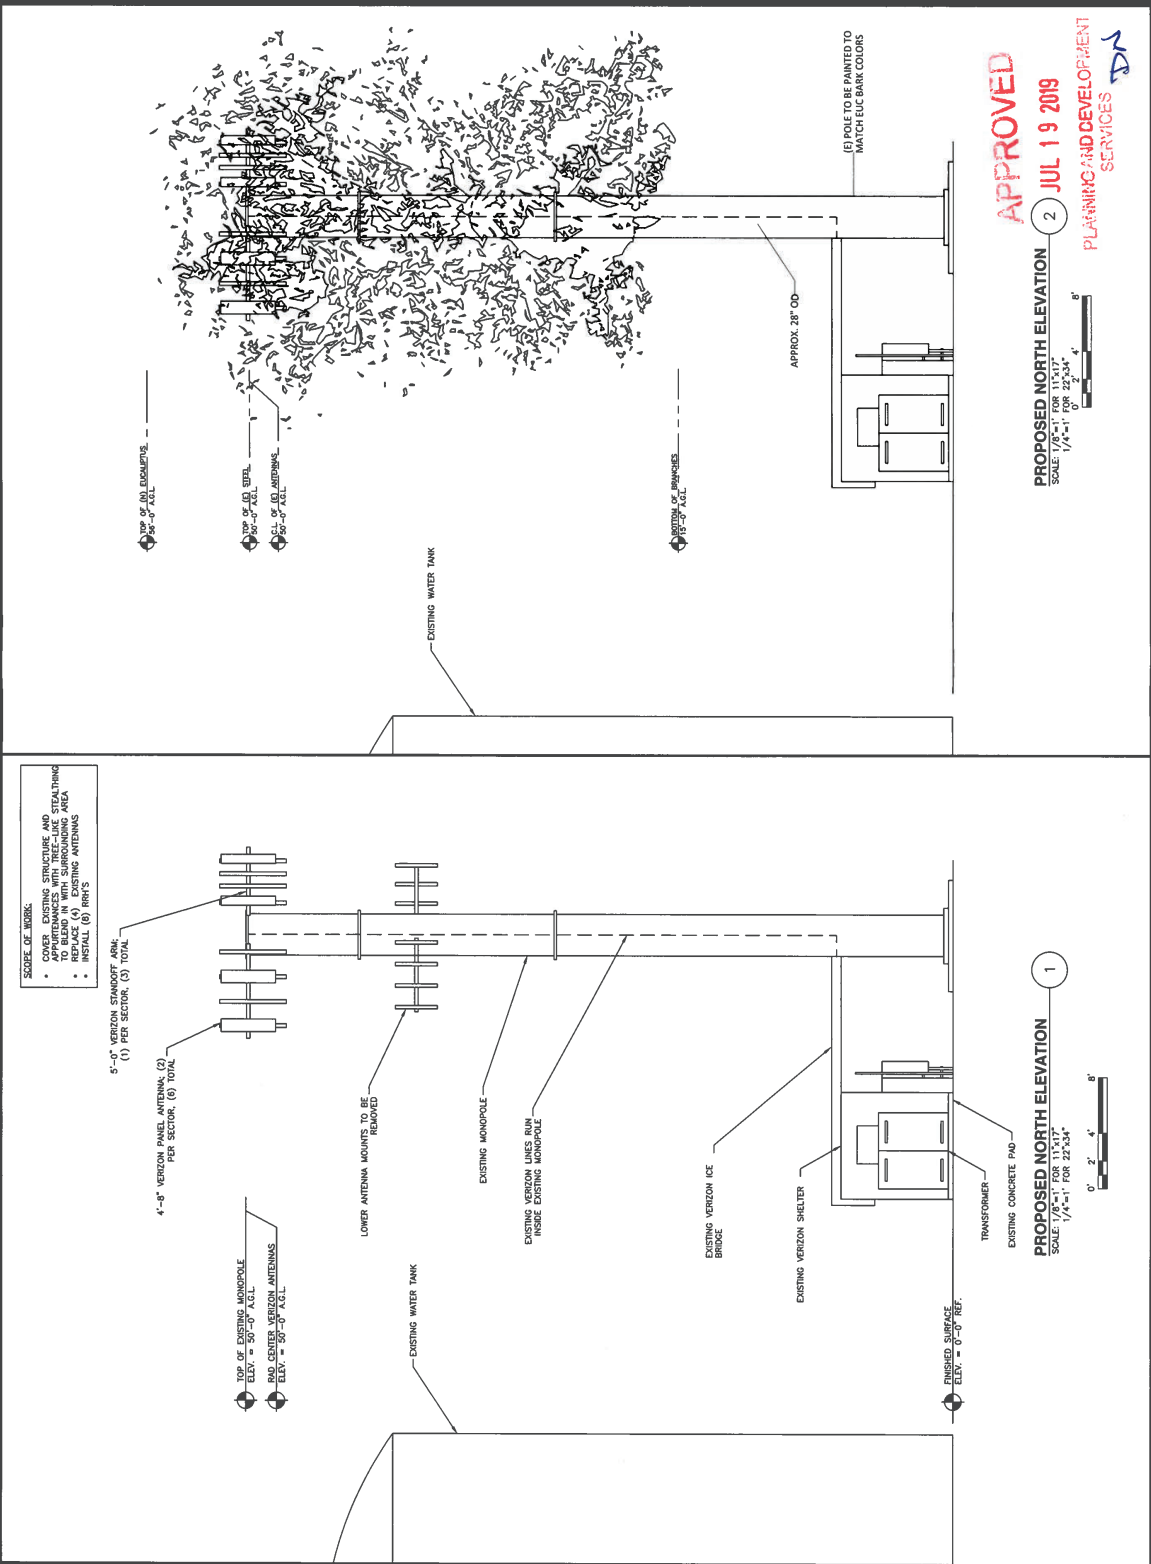 SCOPE OF WORK:
• COVER EXISTING STRUCTURE AND
APPURTENANCES WITH TREE-LIKE STEALTHING
TO BLEND IN WITH SURROUNDING AREA
• REPLACE (4) EXISTING ANTENNAS
• INSTALL (6) RRH'S
5'-0" VERIZON STANDOFF ARM;
(1) PER SECTOR, (3) TOTAL
4'-8" VERIZON PANEL ANTENNA; (2)
PER SECTOR, (6) TOTAL
TOP OF EXISTING MONOPOLE
ELEV. = 50'-0" A.G.L.
RAD CENTER VERIZON ANTENNAS
ELEV. = 50'-0" A.G.L.
LOWER ANTENNA MOUNTS TO BE
REMOVED
EXISTING WATER TANK
EXISTING MONOPOLE
EXISTING VERIZON LINES RUN
INSIDE EXISTING MONOPOLE
EXISTING VERIZON ICE
BRIDGE
EXISTING VERIZON SHELTER
FINISHED SURFACE
ELEV. = 0'-0" REF.
TRANSFORMER
EXISTING CONCRETE PAD
PROPOSED NORTH ELEVATION
1
SCALE: 1/8"=1' FOR 11"x17"
1/4"=1' FOR 22"x34"
0' 2' 4' 8'
TOP OF (N) EUCALIPTUS
56'-0" A.G.L.
TOP OF (E) STEEL
50'-0" A.G.L.
C.L. OF (E) ANTENNAS
50'-0" A.G.L.
EXISTING WATER TANK
BOTTOM OF BRANCHES
15'-0" A.G.L.
APPROX. 28" OD
(E) POLE TO BE PAINTED TO
MATCH EUC BARK COLORS
PROPOSED NORTH ELEVATION
2
SCALE: 1/8"=1' FOR 11"x17"
1/4"=1' FOR 22"x34"
0' 2' 4' 8'
APPROVED
JUL 19 2019
PLANNING AND DEVELOPMENT
SERVICES
DN